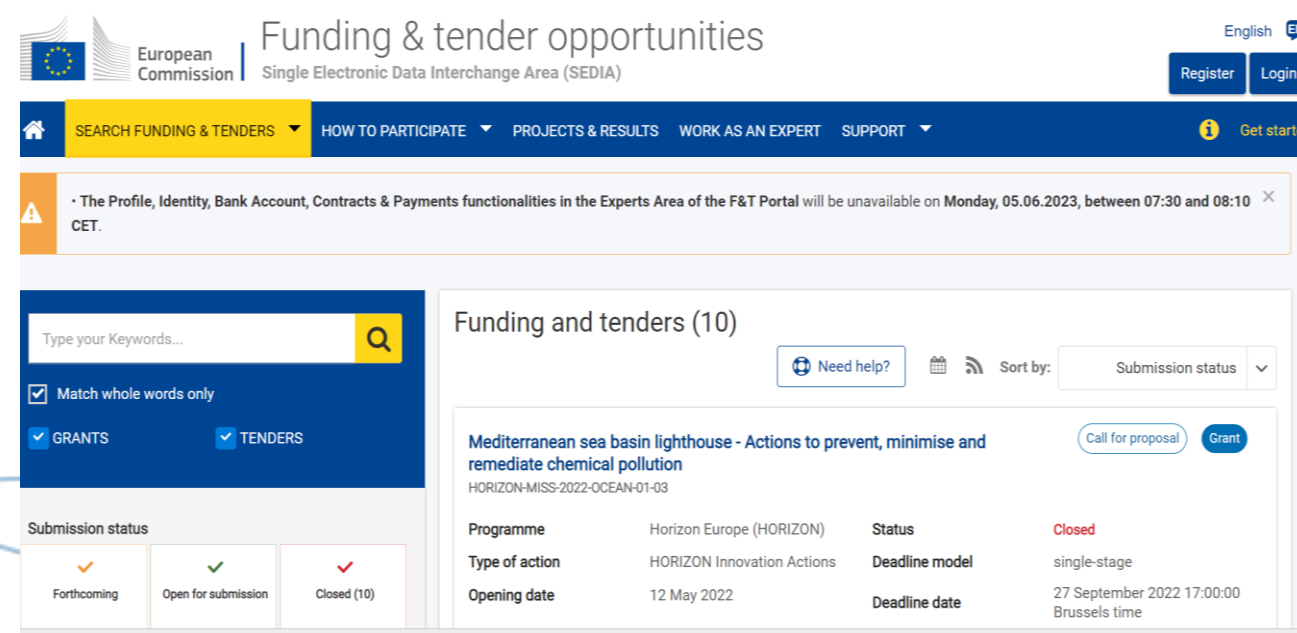 European
Commission
Funding & tender opportunities
Single Electronic Data Interchange Area (SEDIA)
English
Register
Login
SEARCH FUNDING & TENDERS
HOW TO PARTICIPATE
PROJECTS & RESULTS
WORK AS AN EXPERT
SUPPORT
Get start
· The Profile, Identity, Bank Account, Contracts & Payments functionalities in the Experts Area of the F&T Portal will be unavailable on Monday, 05.06.2023, between 07:30 and 08:10
CET.
Type your Keywords...
Match whole words only
GRANTS
TENDERS
Submission status
Forthcoming
Open for submission
Closed (10)
Funding and tenders (10)
Need help?
Sort by:
Submission status
Mediterranean sea basin lighthouse - Actions to prevent, minimise and
remediate chemical pollution
HORIZON-MISS-2022-OCEAN-01-03
Call for proposal
Grant
Programme Horizon Europe (HORIZON) Status Closed
Type of action HORIZON Innovation Actions Deadline model single-stage
Opening date 12 May 2022 Deadline date 27 September 2022 17:00:00
Brussels time